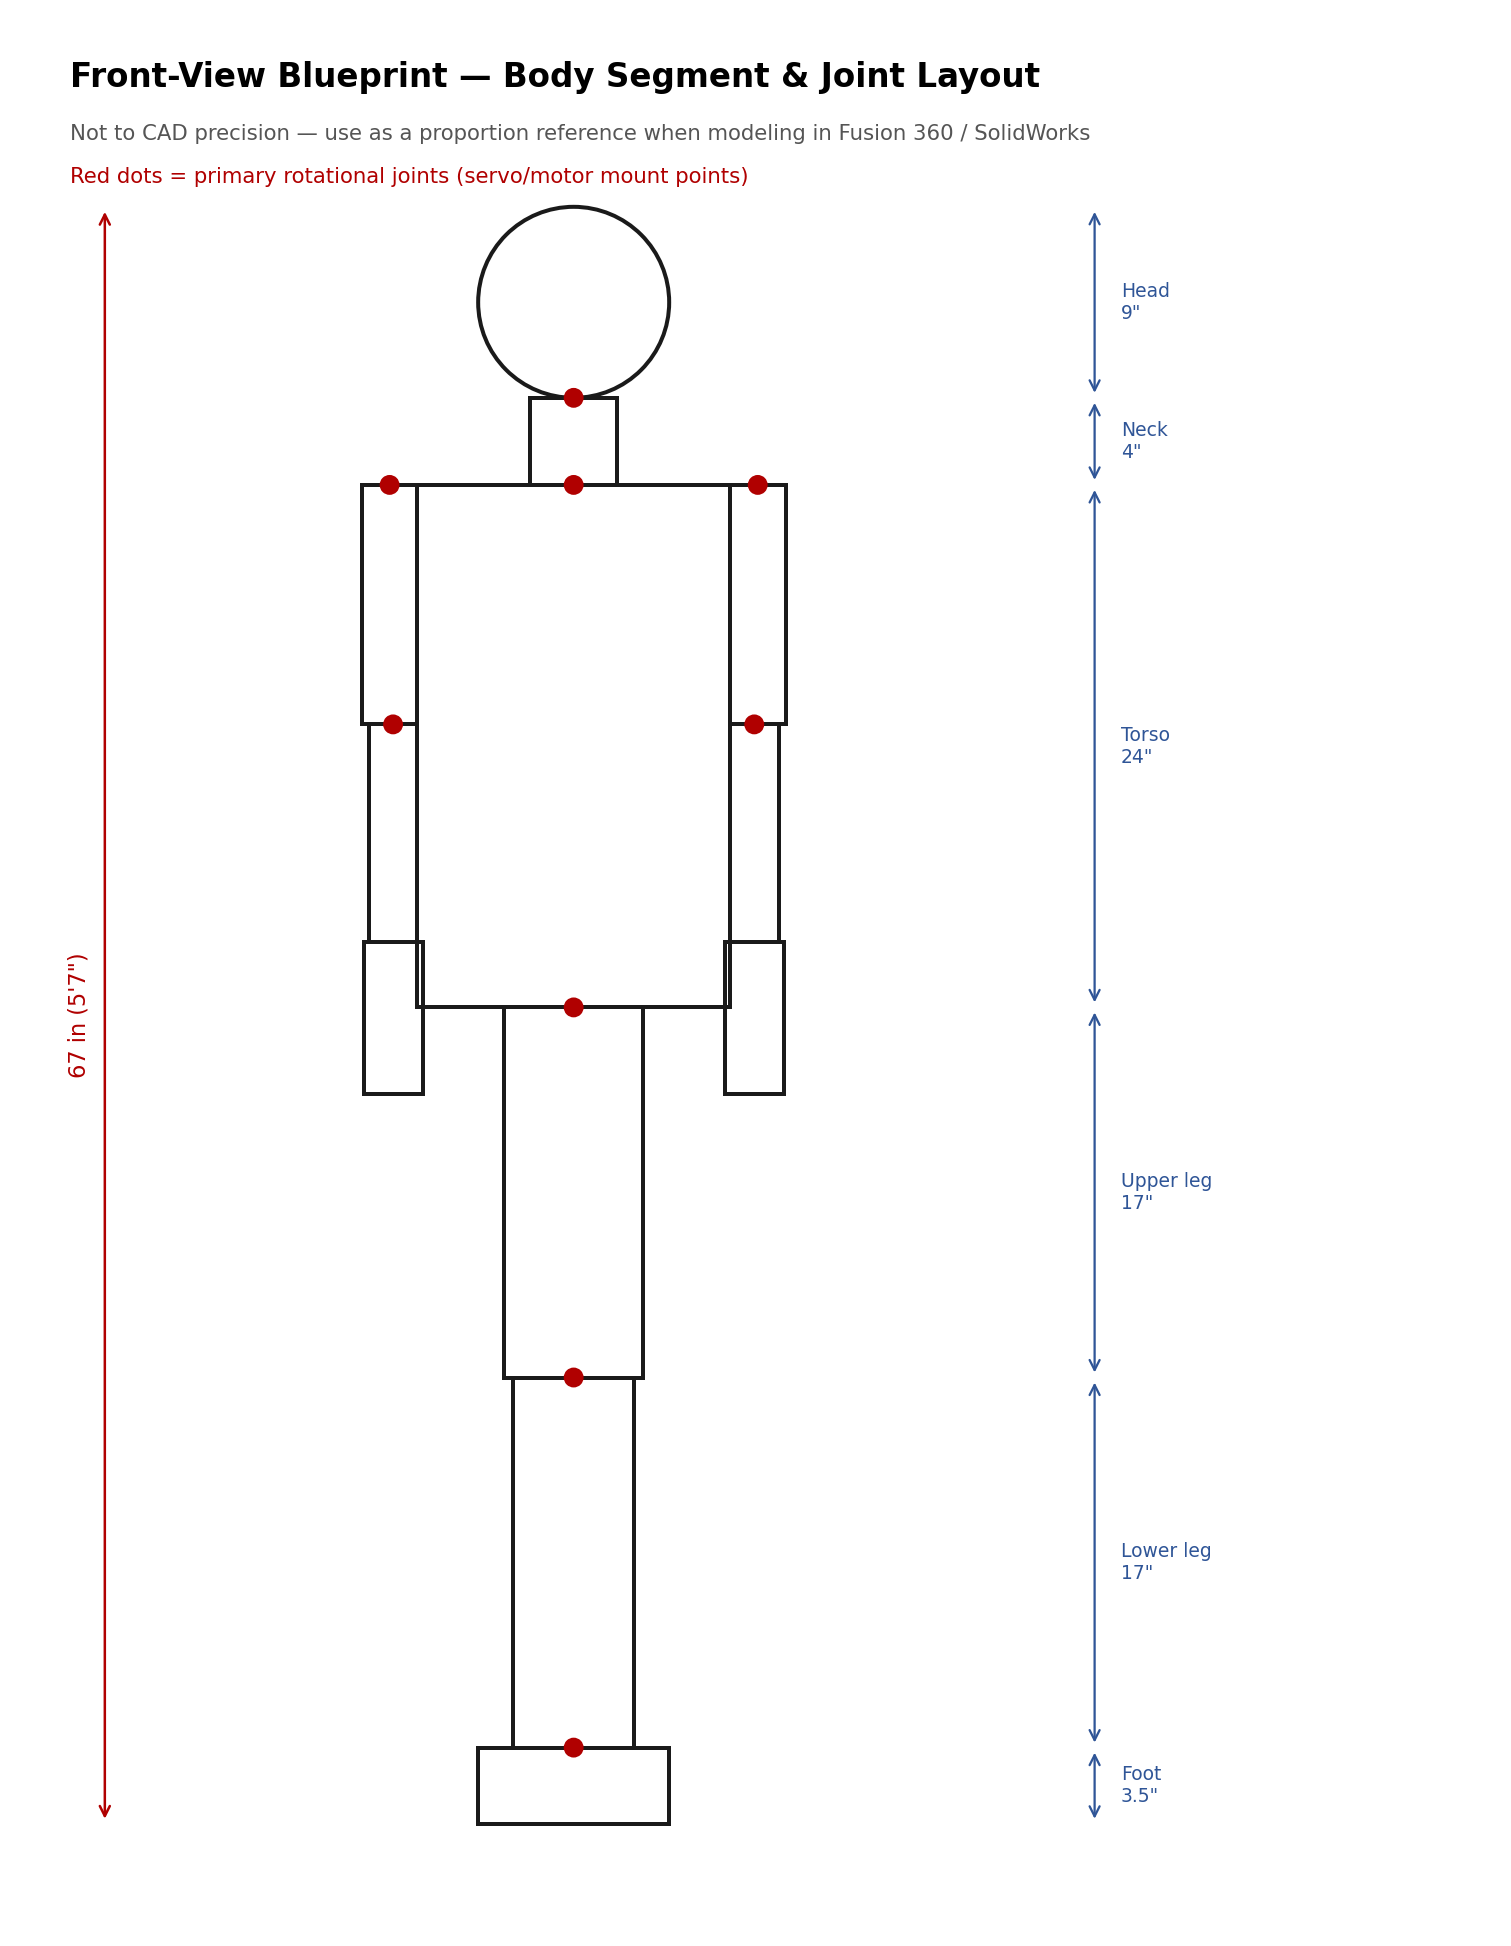 Front-View Blueprint — Body Segment & Joint Layout
Not to CAD precision — use as a proportion reference when modeling in Fusion 360 / SolidWorks
Red dots = primary rotational joints (servo/motor mount points)
Head
9"
Neck
4"
Torso
24"
67 in (5'7")
Upper leg
17"
Lower leg
17"
Foot
3.5"